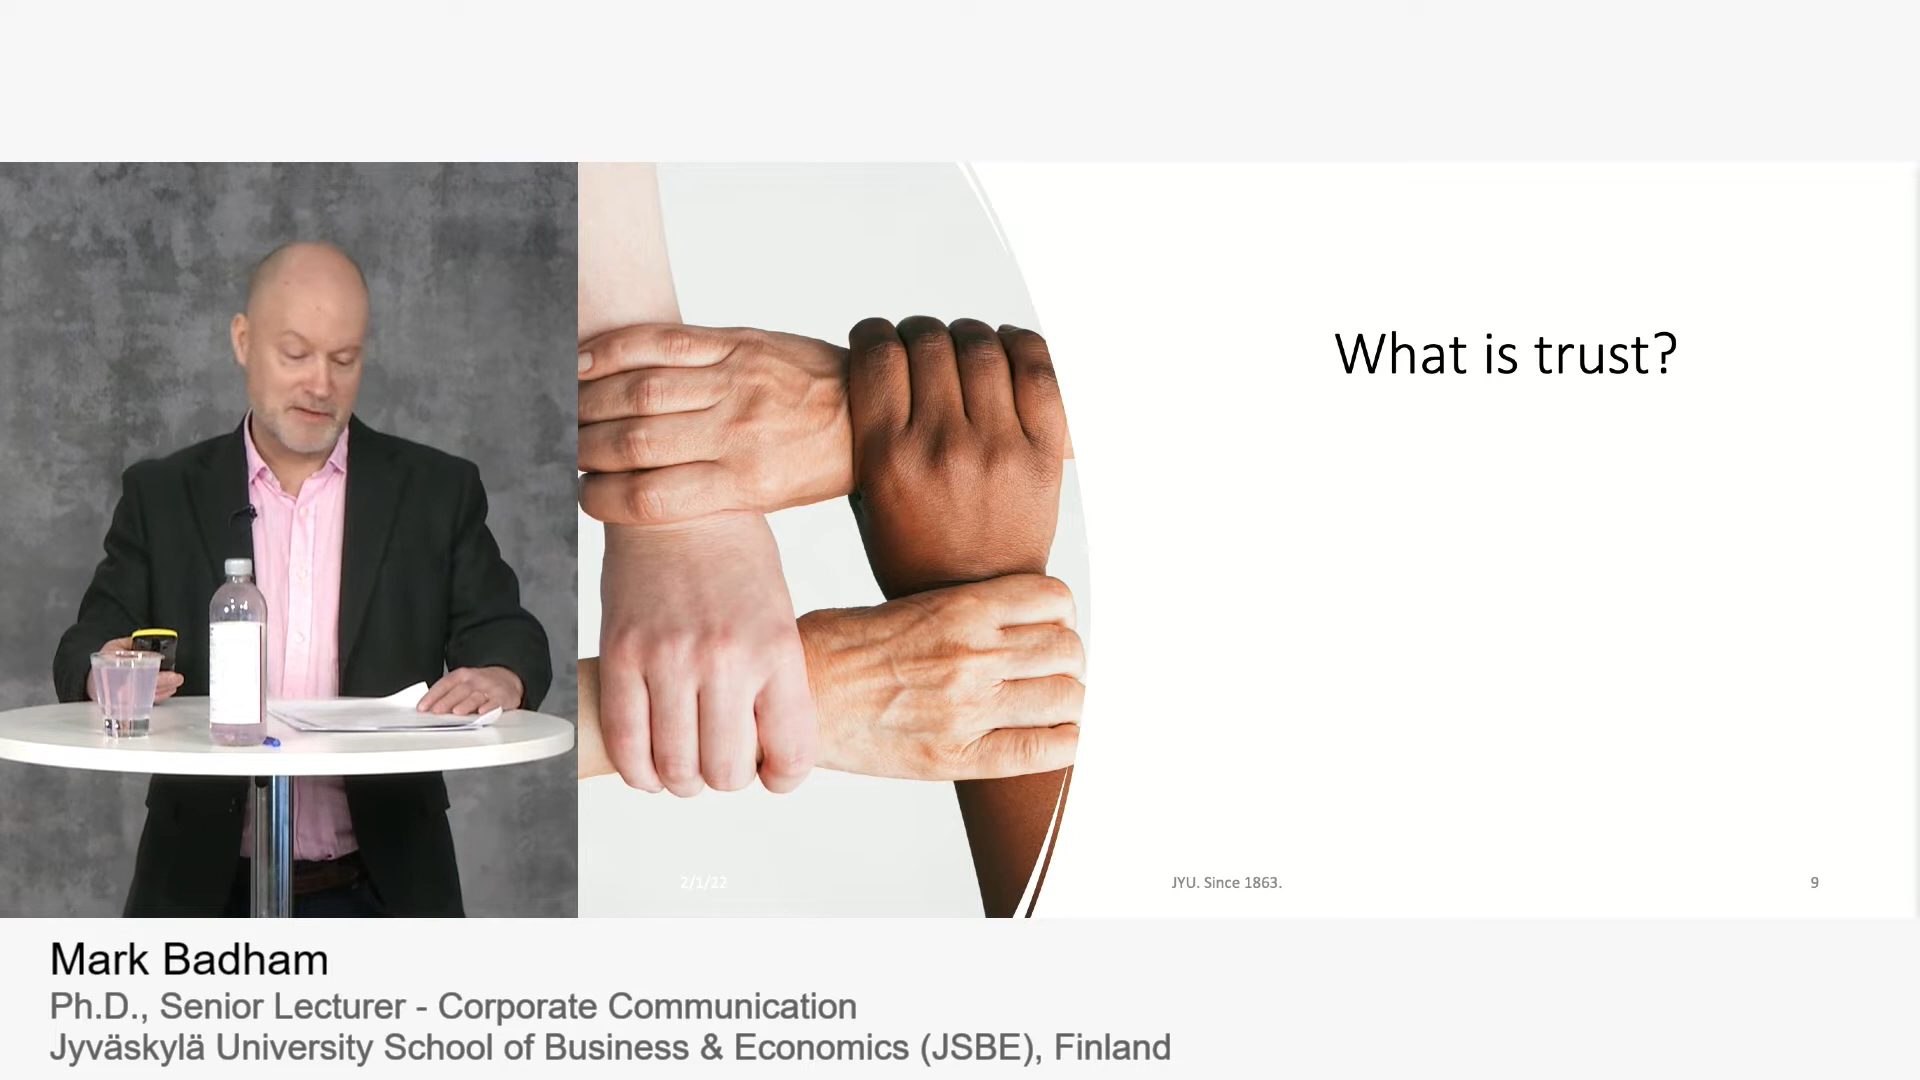 What is trust?
2/1/22
JYU. Since 1863.
9
Mark Badham
Ph.D., Senior Lecturer - Corporate Communication
Jyväskylä University School of Business & Economics (JSBE), Finland